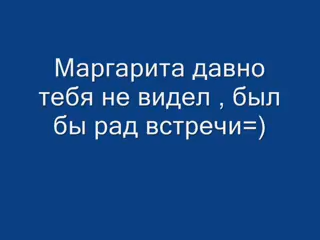 Маргарита давно
тебя не видел , был
бы рад встречи=)